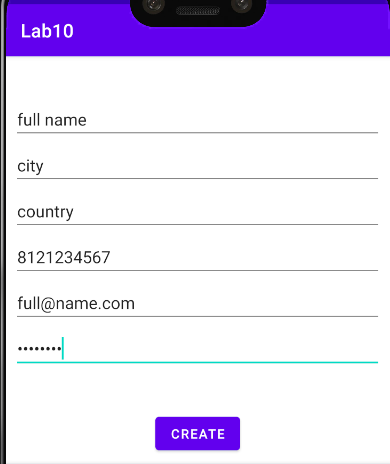 Lab10
full name
city
country
8121234567
full@name.com
••••••••
CREATE